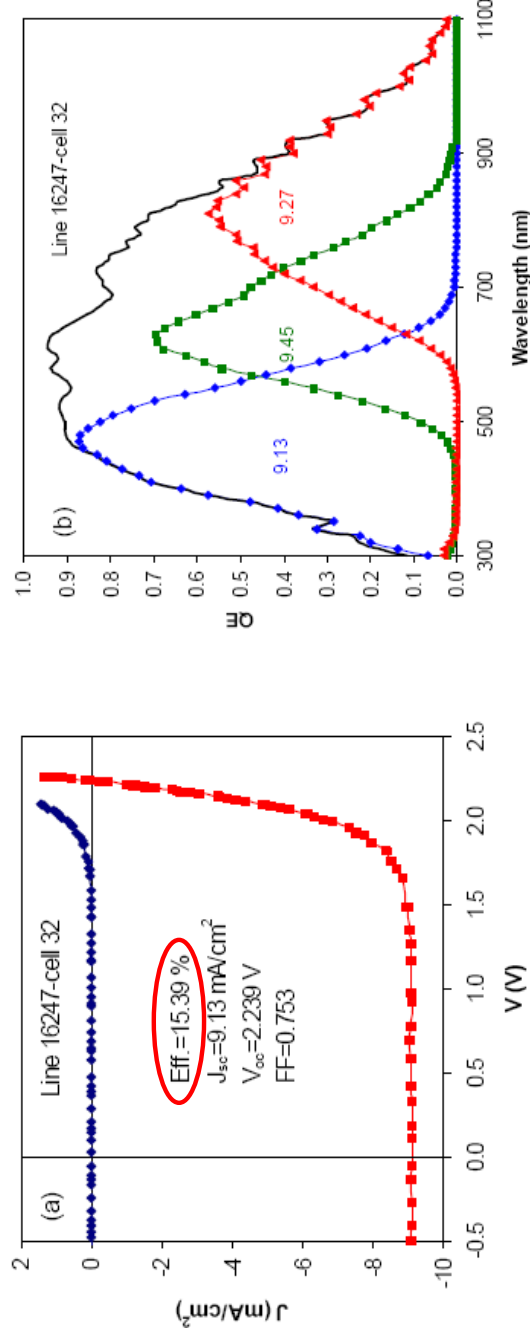 (a)
Line 16247-cell 32
Eff.=15.39 %
Jsc=9.13 mA/cm2
Voc=2.239 V
FF=0.753
J (mA/cm2)
2
0
-2
-4
-6
-8
-10
-0.5 0.0 0.5 1.0 1.5 2.0 2.5
V (V)
(b)
Line 16247-cell 32
9.13
9.45
9.27
QE
1.0
0.9
0.8
0.7
0.6
0.5
0.4
0.3
0.2
0.1
0.0
300 500 700 900 1100
Wavelength (nm)